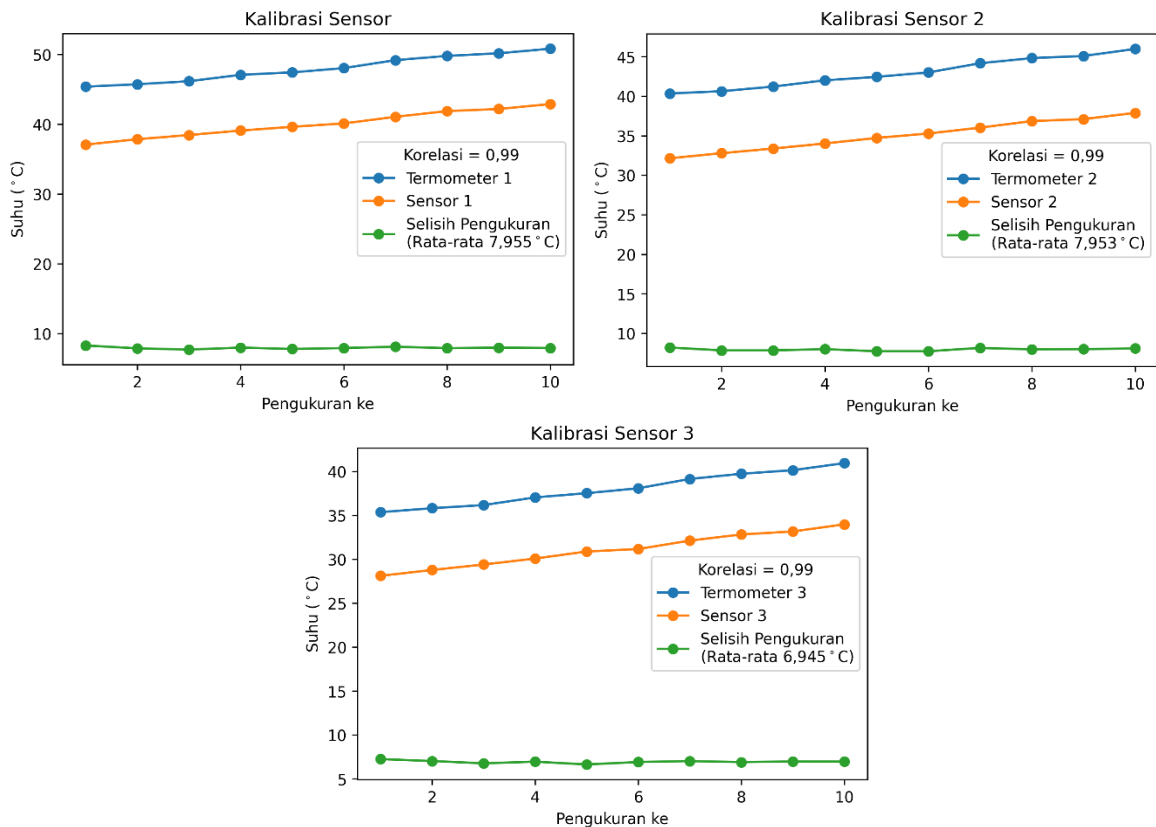 Kalibrasi Sensor
50
40
30
20
10
Suhu (°C)
Korelasi = 0,99
Termometer 1
Sensor 1
Selisih Pengukuran
(Rata-rata 7,955°C)
2 4 6 8 10
Pengukuran ke
Kalibrasi Sensor 2
45
40
35
30
25
20
15
10
Suhu (°C)
Korelasi = 0,99
Termometer 2
Sensor 2
Selisih Pengukuran
(Rata-rata 7,953°C)
2 4 6 8 10
Pengukuran ke
Kalibrasi Sensor 3
40
35
30
25
20
15
10
5
Suhu (°C)
Korelasi = 0,99
Termometer 3
Sensor 3
Selisih Pengukuran
(Rata-rata 6,945°C)
2 4 6 8 10
Pengukuran ke